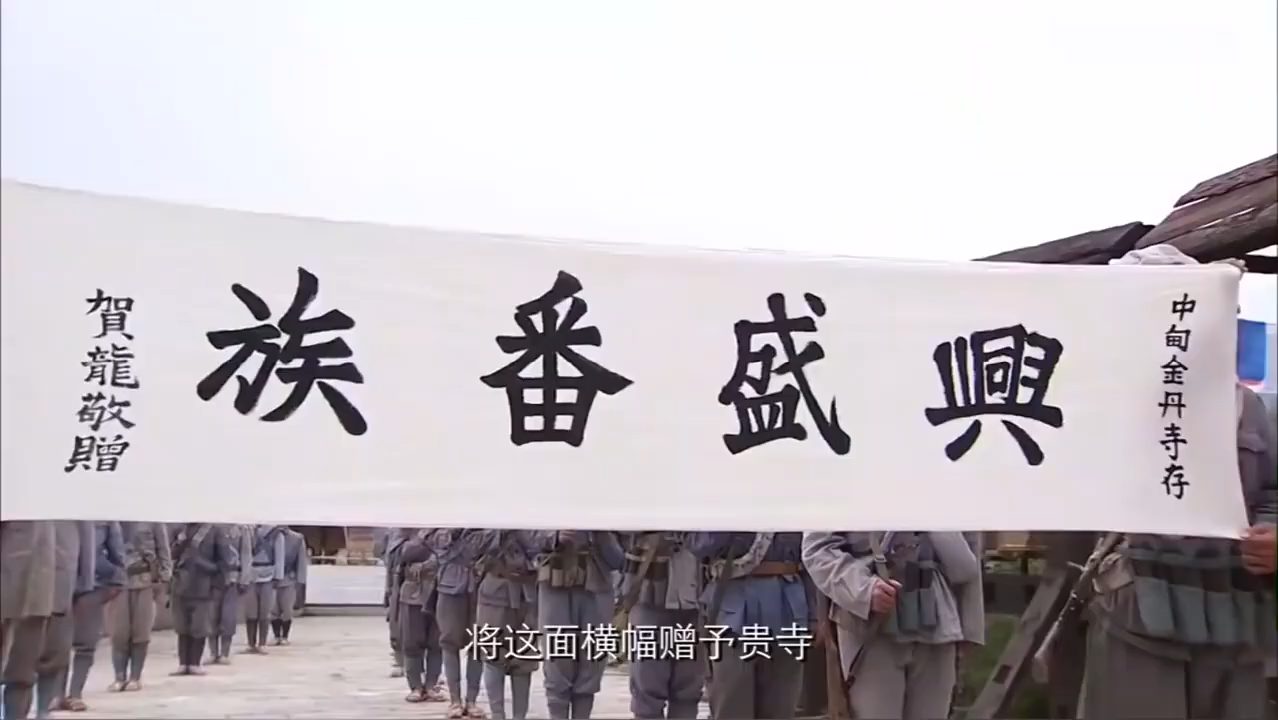 中甸金丹寺存
興盛番族
賀龍敬贈
将这面横幅赠予贵寺